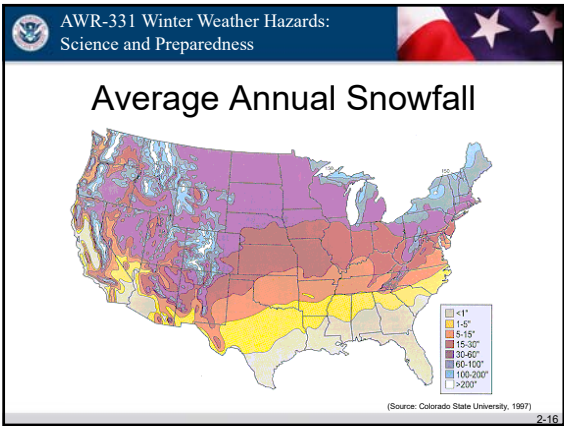 AWR-331 Winter Weather Hazards:
Science and Preparedness
Average Annual Snowfall
150
<1"
1-5"
5-15"
15-30"
30-60"
60-100"
100-200"
>200"
(Source: Colorado State University, 1997)
2-16